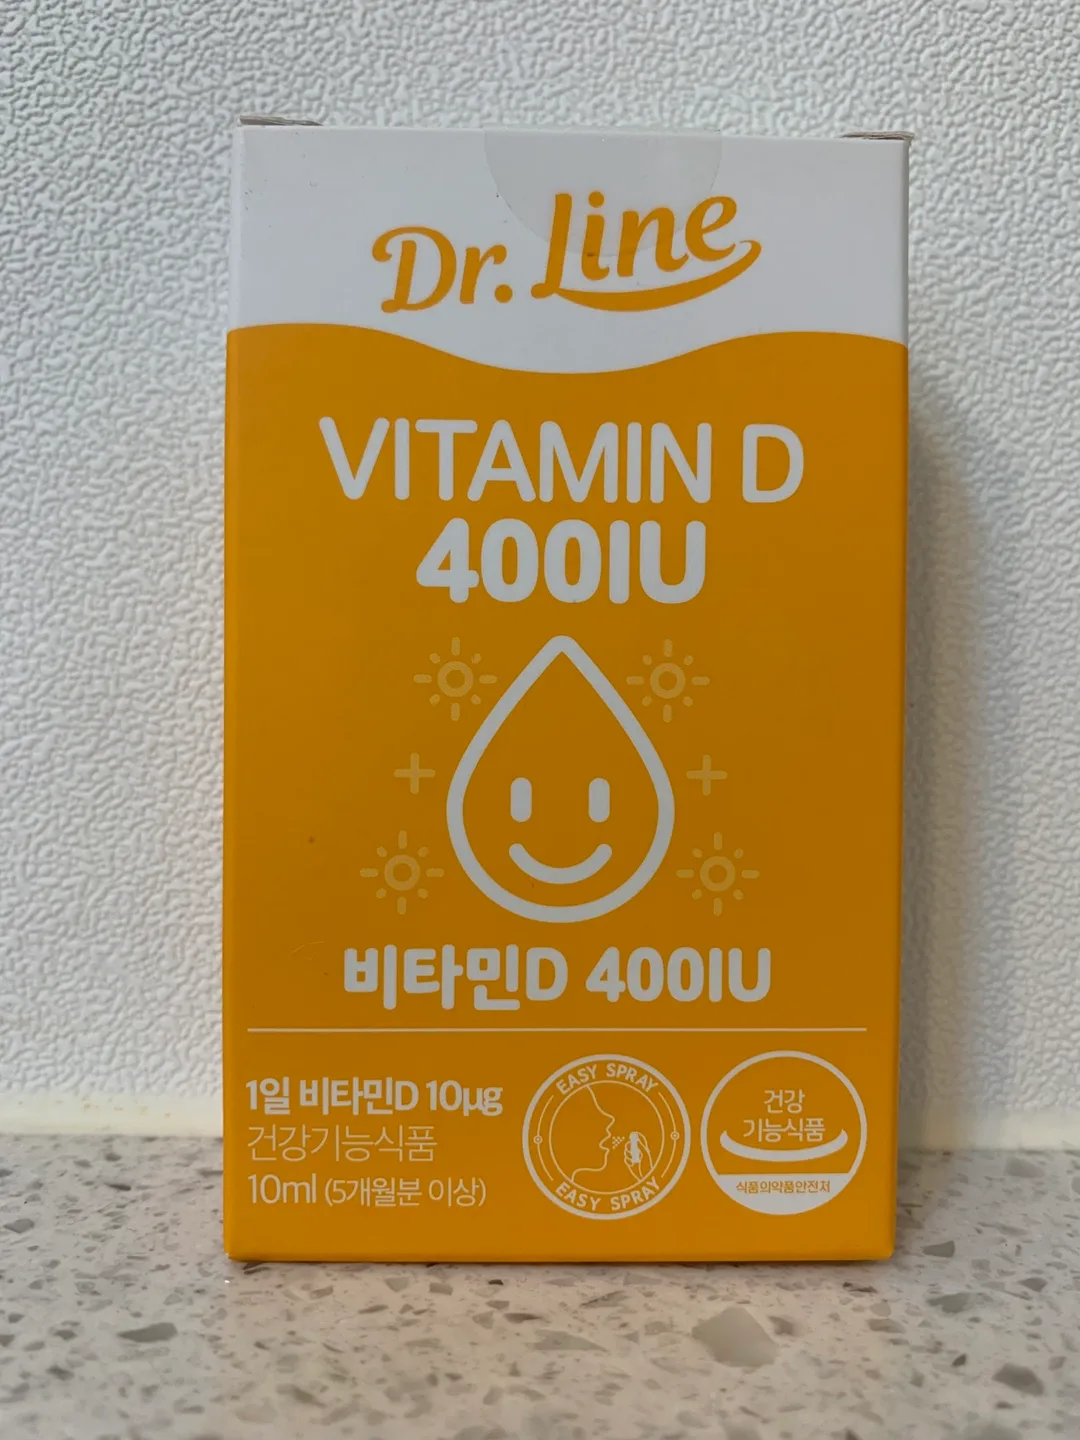 Dr. Line
VITAMIN D
400IU
비타민D 400IU
1일 비타민D 10μg
건강기능식품
10ml (5개월분 이상)
EASY SPRAY
EASY SPRAY
건강
기능식품
식품의약품안전처